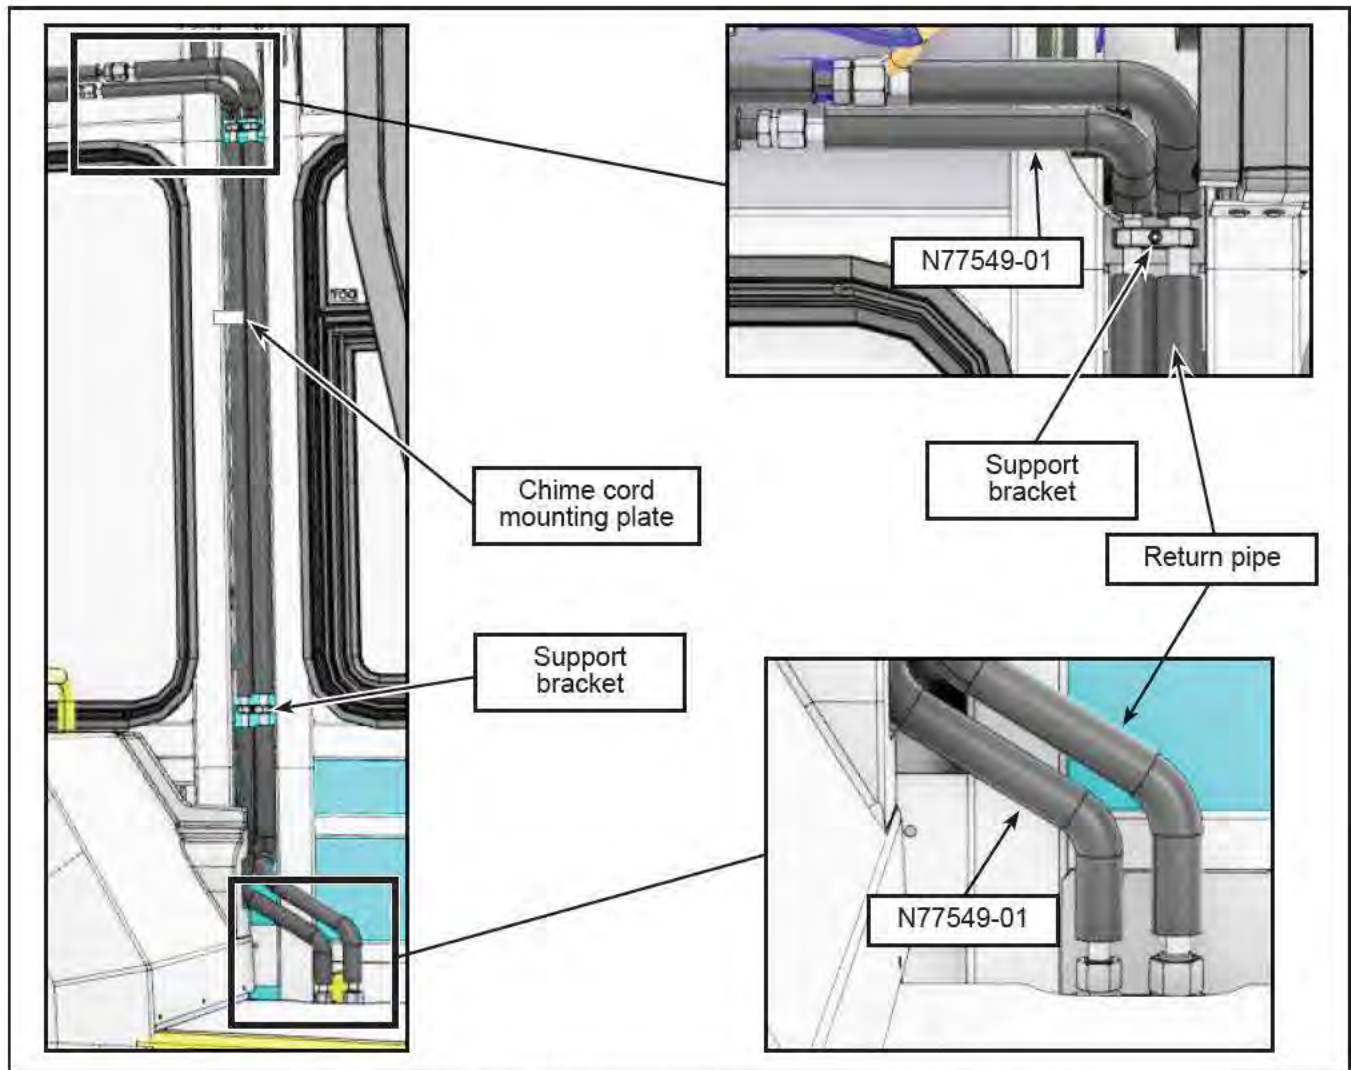 N77549-01
Support
bracket
Chime cord
mounting plate
Return pipe
Support
bracket
N77549-01